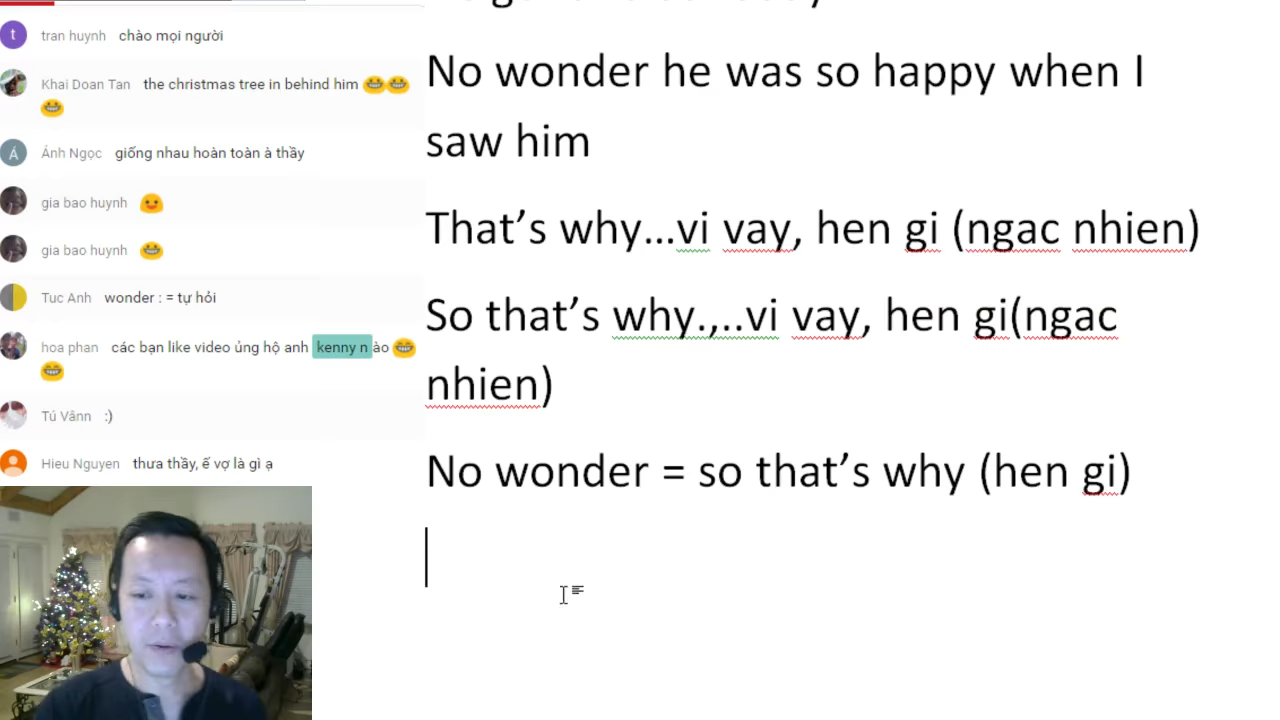 tran huynh chào mọi người
Khai Doan Tan the christmas tree in behind him
Ánh Ngọc giống nhau hoàn toàn à thầy
gia bao huynh
gia bao huynh
Tuc Anh wonder : = tự hỏi
hoa phan các bạn like video ủng hộ anh kenny nào
Tú Vânn :)
Hieu Nguyen thưa thầy, ế vợ là gì ạ
No wonder he was so happy when I
saw him
That's why...vi vay, hen gi (ngac nhien)
So that's why.,..vi vay, hen gi(ngac
nhien)
No wonder = so that's why (hen gi)